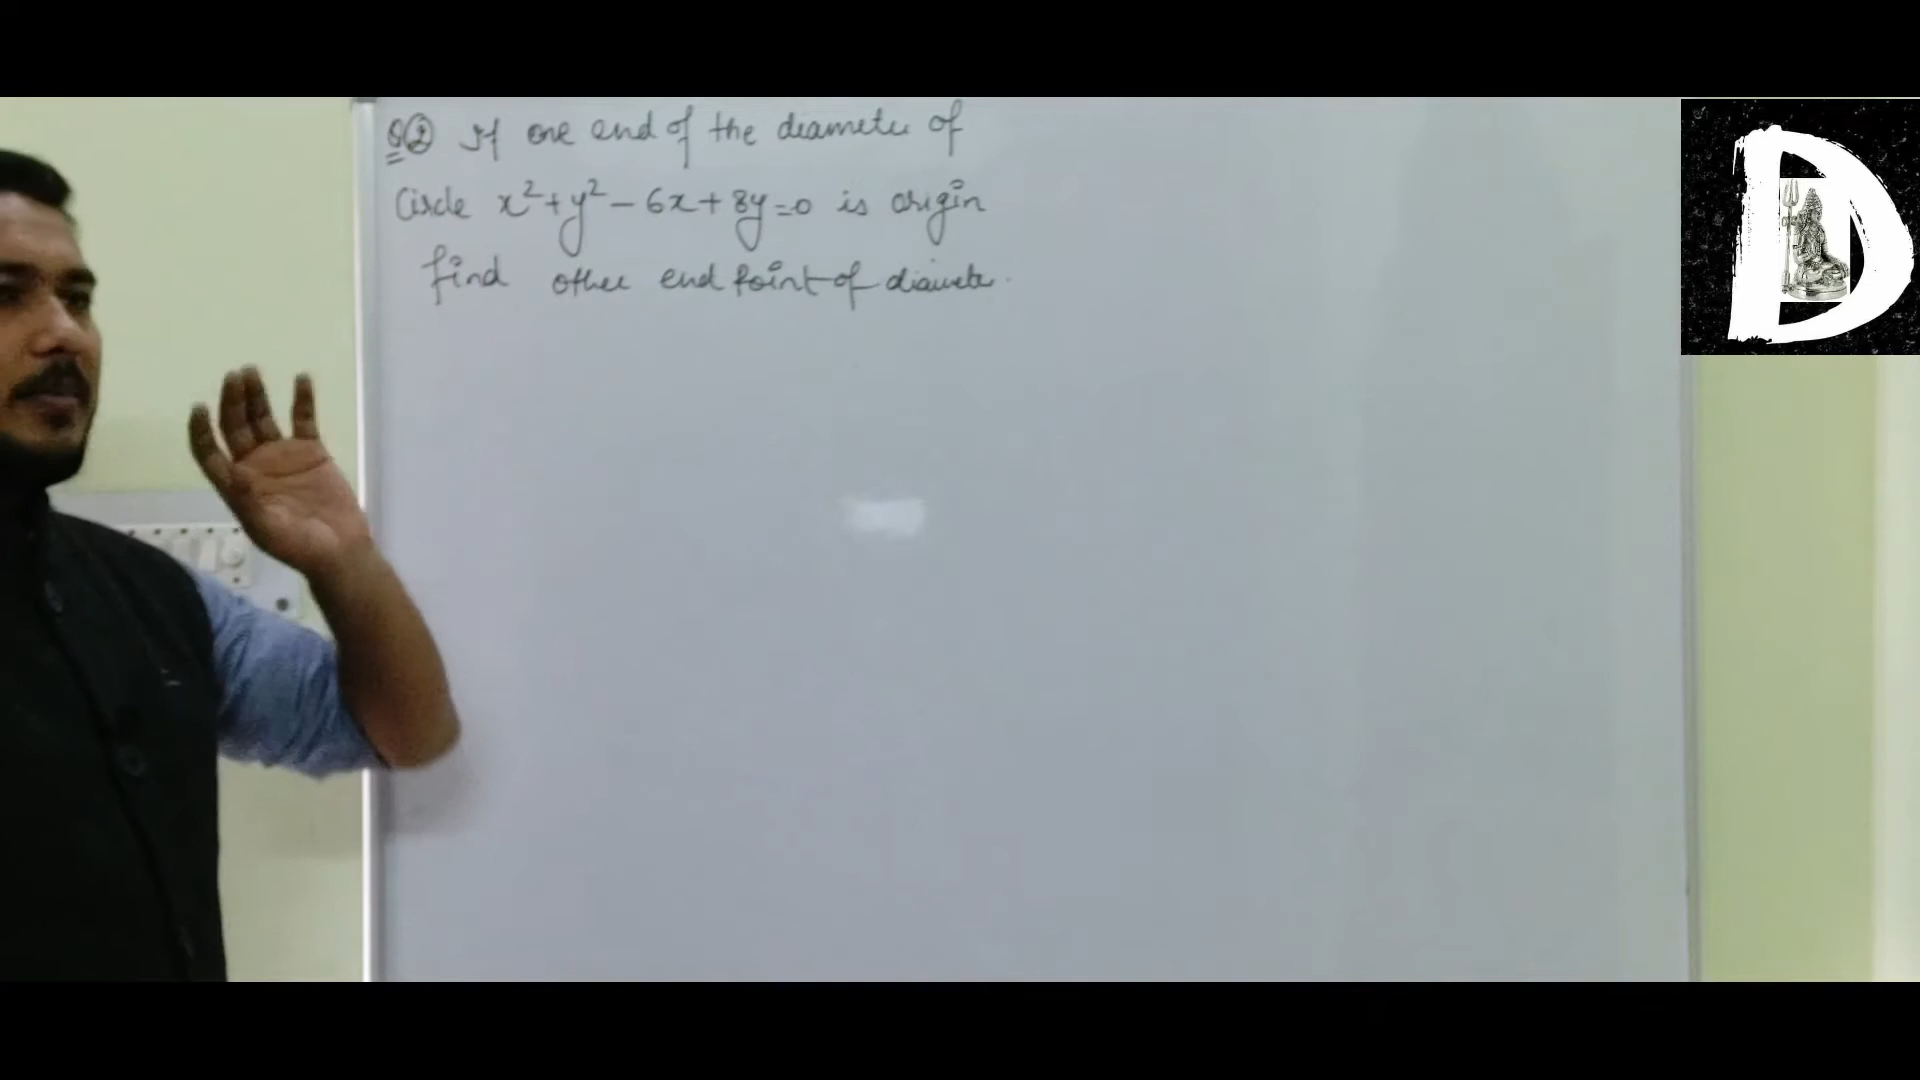 Q② If one end of the diameter of
Circle x²+y²-6x+8y=0 is origin
find other end point of diameter.
D